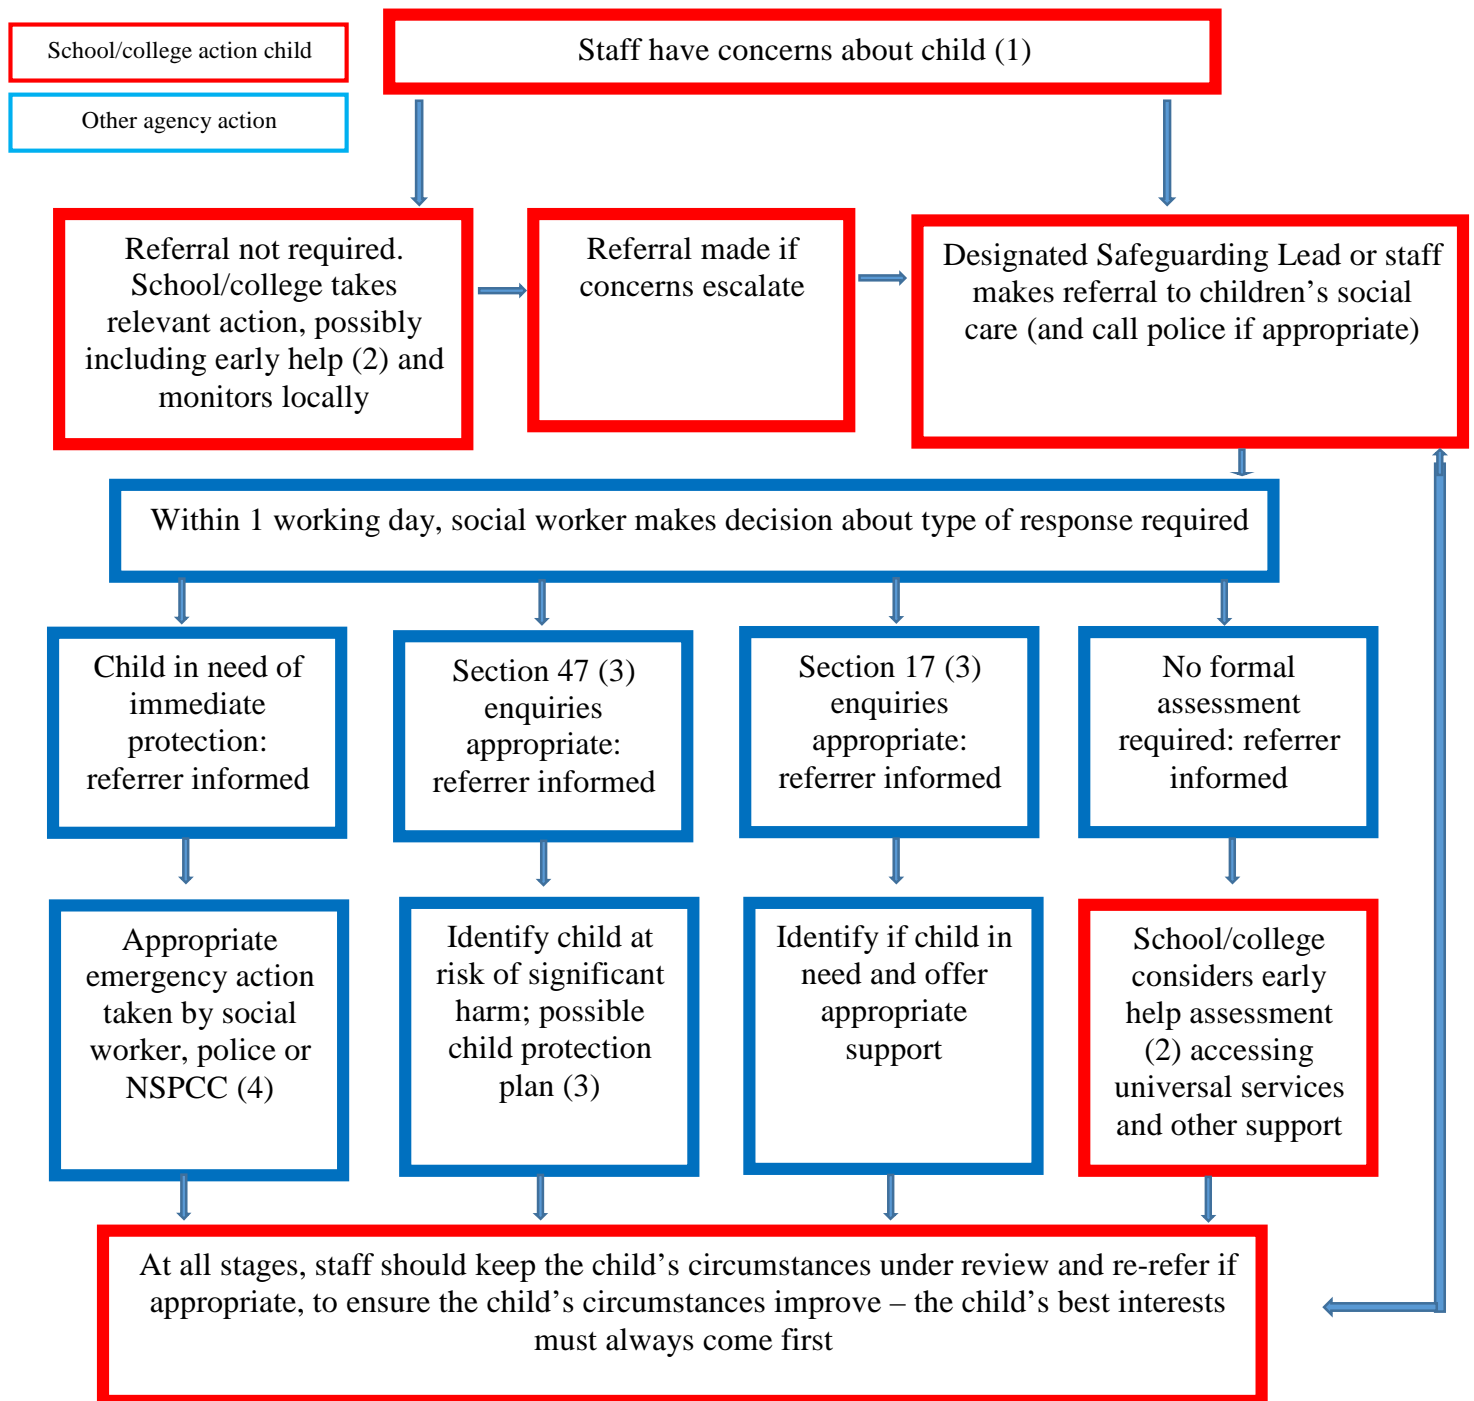 School/college action child
Other agency action
Staff have concerns about child (1)
Referral not required.
School/college takes
relevant action, possibly
including early help (2) and
monitors locally
Referral made if
concerns escalate
Designated Safeguarding Lead or staff
makes referral to children’s social
care (and call police if appropriate)
Within 1 working day, social worker makes decision about type of response required
Child in need of
immediate
protection:
referrer informed
Section 47 (3)
enquiries
appropriate:
referrer informed
Section 17 (3)
enquiries
appropriate:
referrer informed
No formal
assessment
required: referrer
informed
Appropriate
emergency action
taken by social
worker, police or
NSPCC (4)
Identify child at
risk of significant
harm; possible
child protection
plan (3)
Identify if child in
need and offer
appropriate
support
School/college
considers early
help assessment
(2) accessing
universal services
and other support
At all stages, staff should keep the child’s circumstances under review and re-refer if
appropriate, to ensure the child’s circumstances improve – the child’s best interests
must always come first